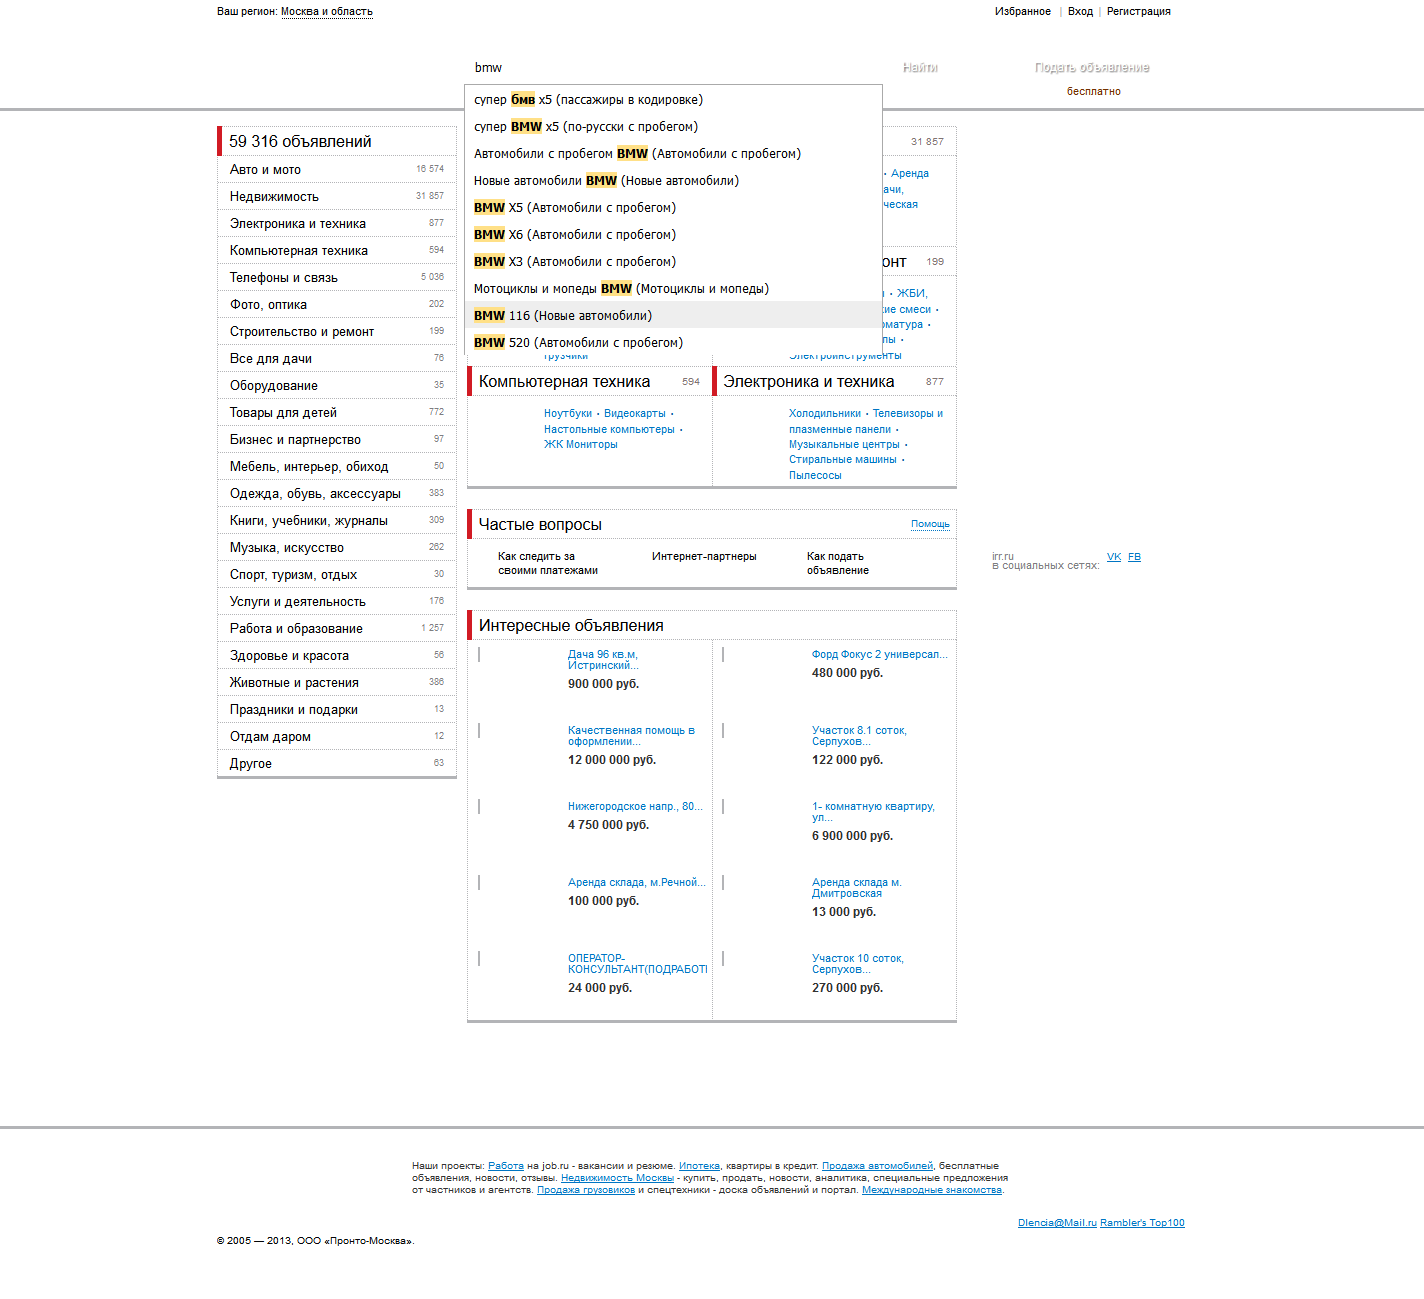 Ваш регион: Москва и область
Избранное | Вход | Регистрация
bmw
Найти
Подать объявление
бесплатно
супер бмв x5 (пассажиры в кодировке)
супер BMW x5 (по-русски с пробегом)
Автомобили с пробегом BMW (Автомобили с пробегом)
Новые автомобили BMW (Новые автомобили)
BMW X5 (Автомобили с пробегом)
BMW X6 (Автомобили с пробегом)
BMW X3 (Автомобили с пробегом)
Мотоциклы и мопеды BMW (Мотоциклы и мопеды)
BMW 116 (Новые автомобили)
BMW 520 (Автомобили с пробегом)
59 316 объявлений
Авто и мото 16 574
Недвижимость 31 857
Электроника и техника 877
Компьютерная техника 594
Телефоны и связь 5 036
Фото, оптика 202
Строительство и ремонт 199
Все для дачи 76
Оборудование 35
Товары для детей 772
Бизнес и партнерство 97
Мебель, интерьер, обиход 50
Одежда, обувь, аксессуары 383
Книги, учебники, журналы 309
Музыка, искусство 262
Спорт, туризм, отдых 30
Услуги и деятельность 176
Работа и образование 1 257
Здоровье и красота 56
Животные и растения 386
Праздники и подарки 13
Отдам даром 12
Другое 63
31 857
· Аренда
ачи,
ческая
онт 199
· ЖБИ,
ие смеси ·
оматура ·
лы ·
Электроинструменты
грузчики
Компьютерная техника 594
Ноутбуки · Видеокарты ·
Настольные компьютеры ·
ЖК Мониторы
Электроника и техника 877
Холодильники · Телевизоры и
плазменные панели ·
Музыкальные центры ·
Стиральные машины ·
Пылесосы
Частые вопросы
Помощь
Как следить за
своими платежами
Интернет-партнеры
Как подать
объявление
irr.ru
в социальных сетях:
VK FB
Интересные объявления
Дача 96 кв.м,
Истринский...
900 000 руб.
Форд Фокус 2 универсал...
480 000 руб.
Качественная помощь в
оформлении...
12 000 000 руб.
Участок 8.1 соток,
Серпухов...
122 000 руб.
Нижегородское напр., 80...
4 750 000 руб.
1- комнатную квартиру,
ул...
6 900 000 руб.
Аренда склада, м.Речной...
100 000 руб.
Аренда склада м.
Дмитровская
13 000 руб.
ОПЕРАТОР-
КОНСУЛЬТАНТ(ПОДРАБОТІ
24 000 руб.
Участок 10 соток,
Серпухов...
270 000 руб.
Наши проекты: Работа на job.ru - вакансии и резюме. Ипотека, квартиры в кредит. Продажа автомобилей, бесплатные
объявления, новости, отзывы. Недвижимость Москвы - купить, продать, новости, аналитика, специальные предложения
от частников и агентств. Продажа грузовиков и спецтехники - доска объявлений и портал. Международные знакомства.
Dlencia@Mail.ru Rambler's Top100
© 2005 — 2013, ООО «Пронто-Москва».